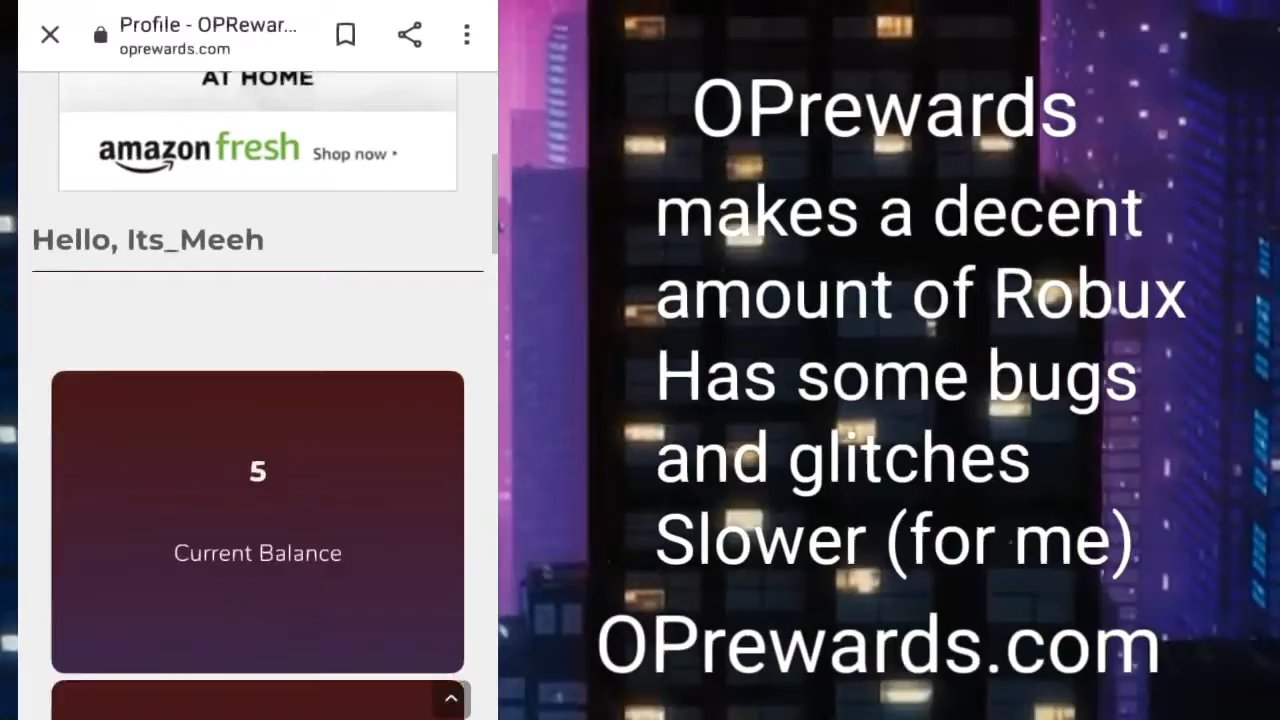 Profile - OPRewar...
oprewards.com
AT HOME
amazon fresh Shop now
Hello, Its_Meeh
5
Current Balance
OPrewards
makes a decent
amount of Robux
Has some bugs
and glitches
Slower (for me)
OPrewards.com